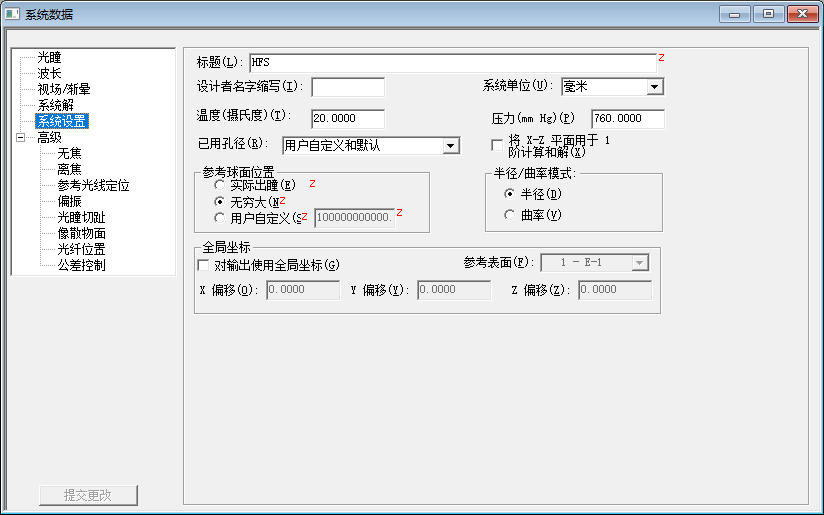 系统数据
光瞳
波长
视场/渐晕
系统解
系统设置
高级
无焦
离焦
参考光线定位
偏振
光瞳切趾
像散物面
光纤位置
公差控制
提交更改
标题(L): HFS Z
设计者名字缩写(I): 系统单位(U): 毫米
温度(摄氏度)(T): 20.0000 压力(mm Hg)(P) 760.0000
已用孔径(R): 用户自定义和默认 将 X-Z 平面用于 1
阶计算和解(X)
参考球面位置 半径/曲率模式:
实际出瞳(E) Z 半径(D)
无穷大(N Z
用户自定义(S Z 100000000000. Z 曲率(V)
全局坐标
对输出使用全局坐标(G) 参考表面(F): 1 - E-1
X 偏移(O): 0.0000 Y 偏移(Y): 0.0000 Z 偏移(Z): 0.0000